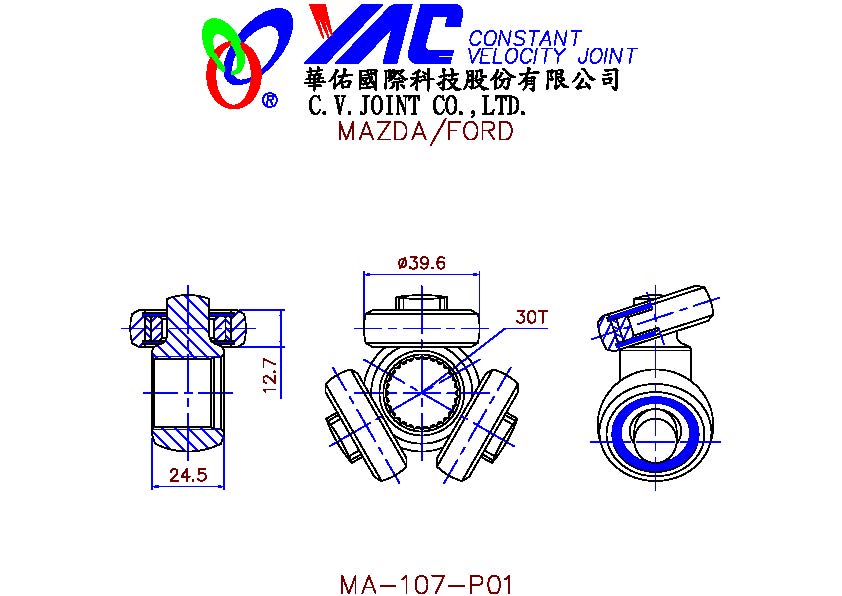 YAC CONSTANT
VELOCITY JOINT
®
華佑國際科技股份有限公司
C.V.JOINT CO.,LTD.
MAZDA/FORD
ø39.6
30T
12.7
24.5
MA-107-P01